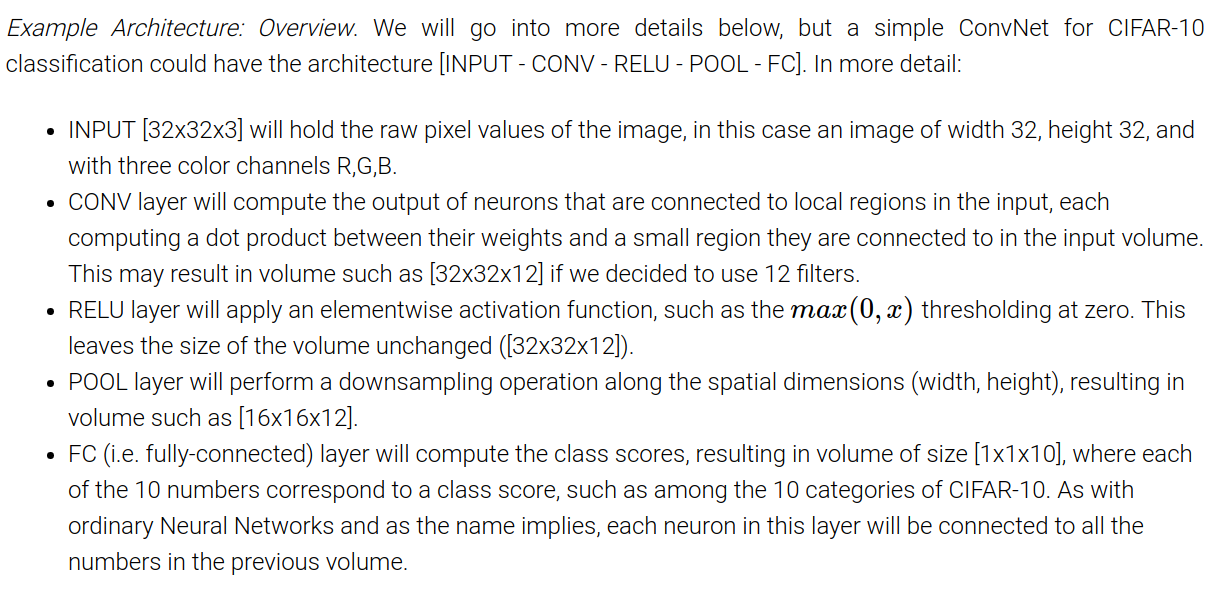 Example Architecture: Overview. We will go into more details below, but a simple ConvNet for CIFAR-10
classification could have the architecture [INPUT - CONV - RELU - POOL - FC]. In more detail:
• INPUT [32x32x3] will hold the raw pixel values of the image, in this case an image of width 32, height 32, and
with three color channels R,G,B.
• CONV layer will compute the output of neurons that are connected to local regions in the input, each
computing a dot product between their weights and a small region they are connected to in the input volume.
This may result in volume such as [32x32x12] if we decided to use 12 filters.
• RELU layer will apply an elementwise activation function, such as the max(0, x) thresholding at zero. This
leaves the size of the volume unchanged ([32x32x12]).
• POOL layer will perform a downsampling operation along the spatial dimensions (width, height), resulting in
volume such as [16x16x12].
• FC (i.e. fully-connected) layer will compute the class scores, resulting in volume of size [1x1x10], where each
of the 10 numbers correspond to a class score, such as among the 10 categories of CIFAR-10. As with
ordinary Neural Networks and as the name implies, each neuron in this layer will be connected to all the
numbers in the previous volume.